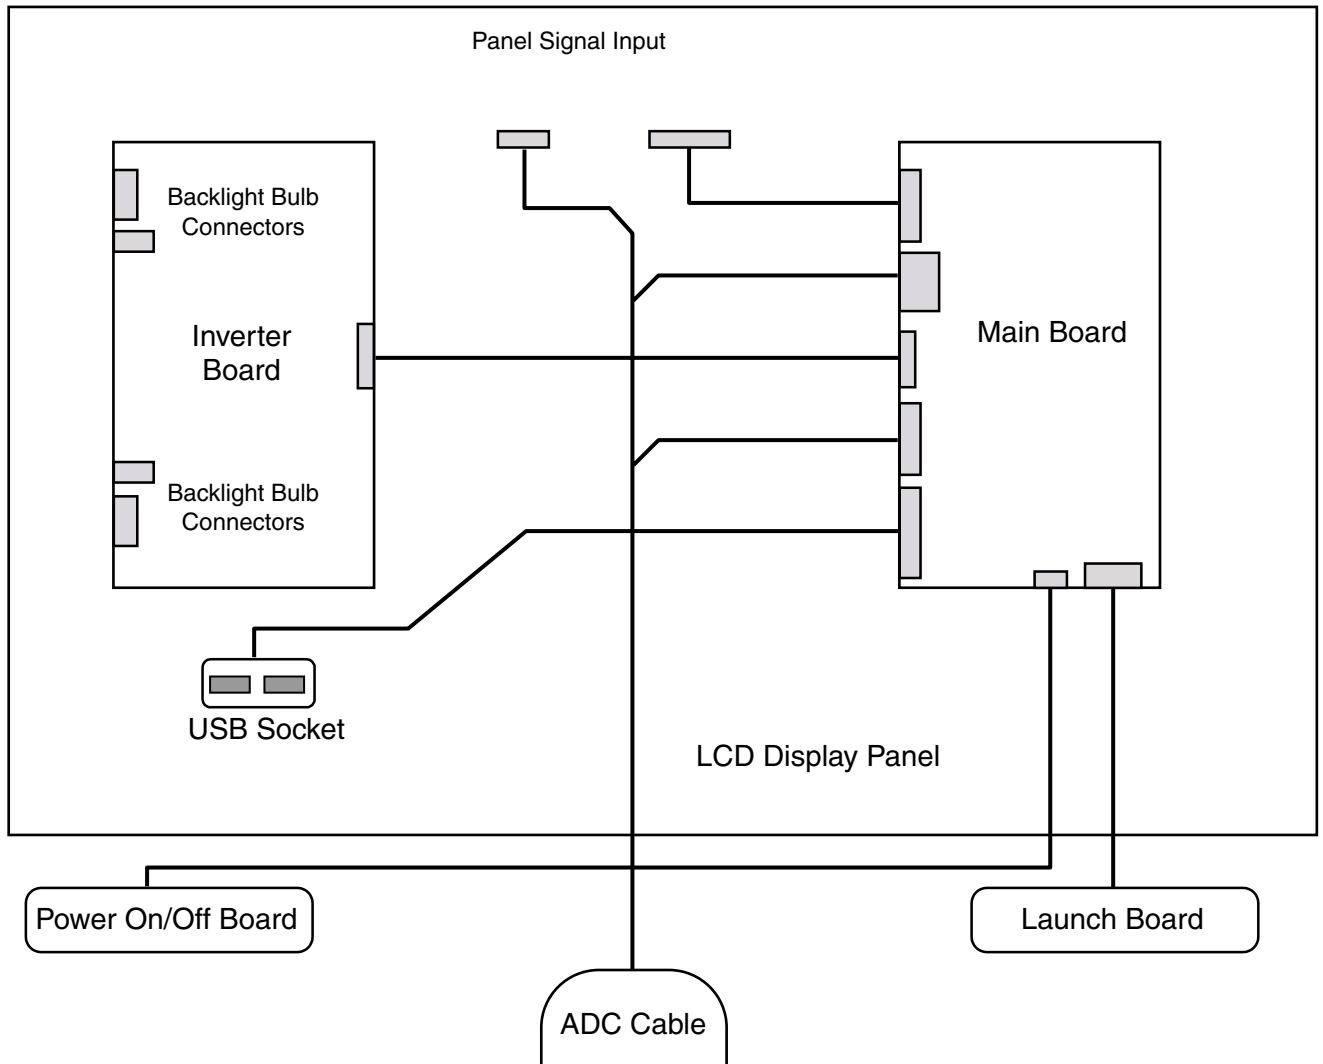 Panel Signal Input
Backlight Bulb
Connectors
Inverter
Board
Main Board
Backlight Bulb
Connectors
USB Socket
LCD Display Panel
Power On/Off Board
Launch Board
ADC Cable